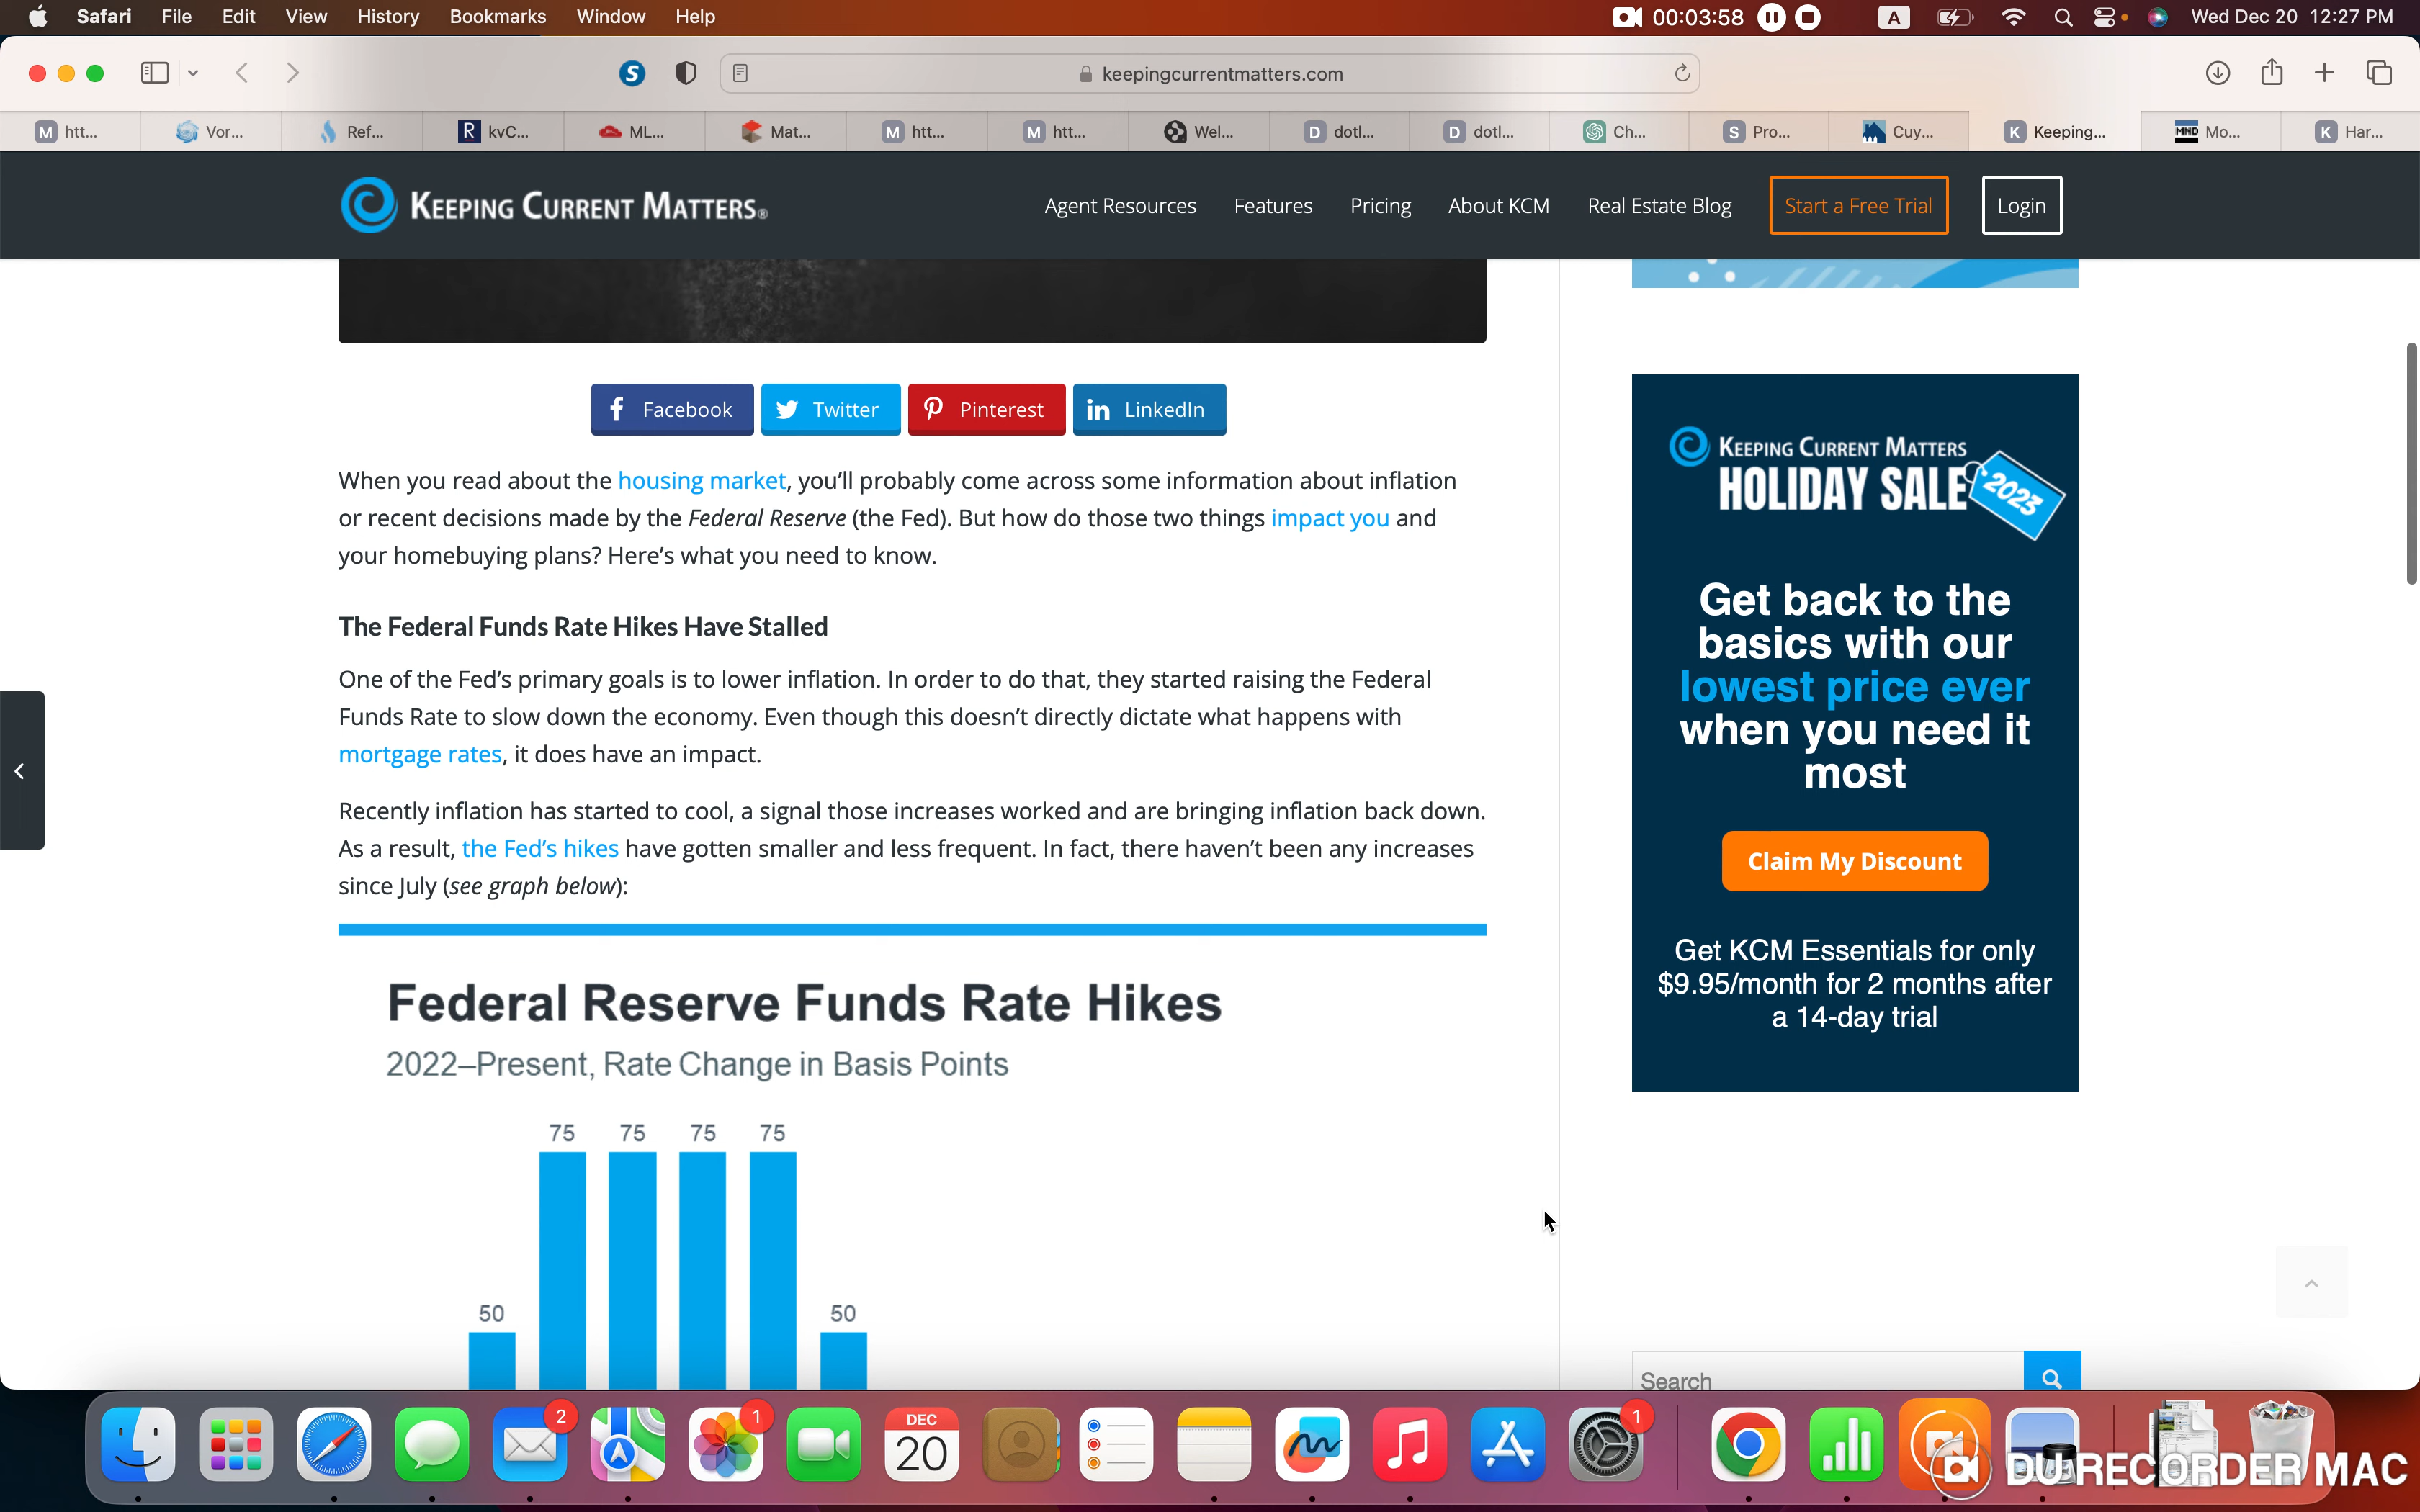 Safari File Edit View History Bookmarks Window Help 00:03:58 A Wed Dec 20 12:27 PM
S keepingcurrentmatters.com
M htt... Vor... Ref... R kvC... ML... Mat... M htt... M htt... Wel... D dotl... D dotl... Ch... S Pro... Cuy... K Keeping... MND Mo... K Har...
KEEPING CURRENT MATTERS® Agent Resources Features Pricing About KCM Real Estate Blog Start a Free Trial Login
Facebook Twitter Pinterest LinkedIn
When you read about the housing market, you’ll probably come across some information about inflation
or recent decisions made by the Federal Reserve (the Fed). But how do those two things impact you and
your homebuying plans? Here’s what you need to know.
The Federal Funds Rate Hikes Have Stalled
One of the Fed’s primary goals is to lower inflation. In order to do that, they started raising the Federal
Funds Rate to slow down the economy. Even though this doesn’t directly dictate what happens with
mortgage rates, it does have an impact.
Recently inflation has started to cool, a signal those increases worked and are bringing inflation back down.
As a result, the Fed’s hikes have gotten smaller and less frequent. In fact, there haven’t been any increases
since July (see graph below):
Federal Reserve Funds Rate Hikes
2022–Present, Rate Change in Basis Points
75 75 75 75
50 50
KEEPING CURRENT MATTERS
HOLIDAY SALE 2023
Get back to the
basics with our
lowest price ever
when you need it
most
Claim My Discount
Get KCM Essentials for only
$9.95/month for 2 months after
a 14-day trial
Search
2 1 DEC 1
20
DU RECORDER MAC